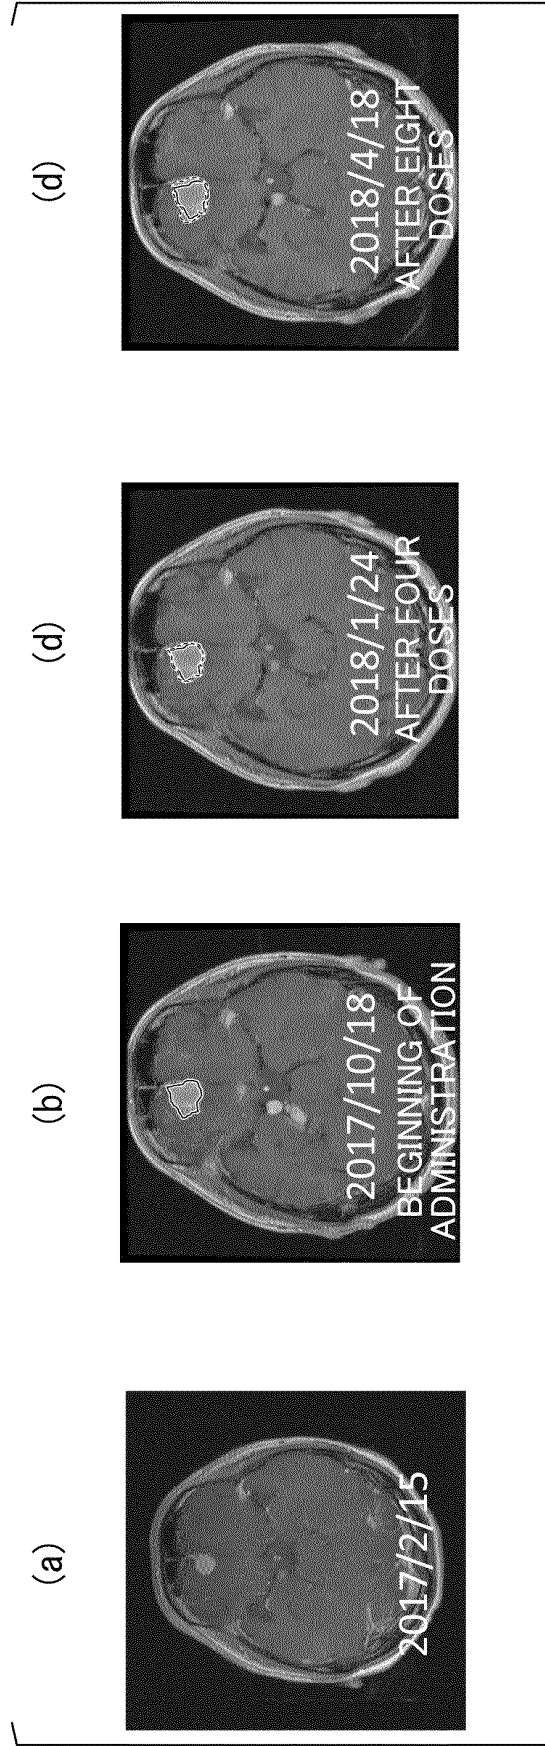 (a)
2017/2/15
(b)
2017/10/18
BEGINNING OF
ADMINISTRATION
(d)
2018/1/24
AFTER FOUR
DOSES
(d)
2018/4/18
AFTER EIGHT
DOSES